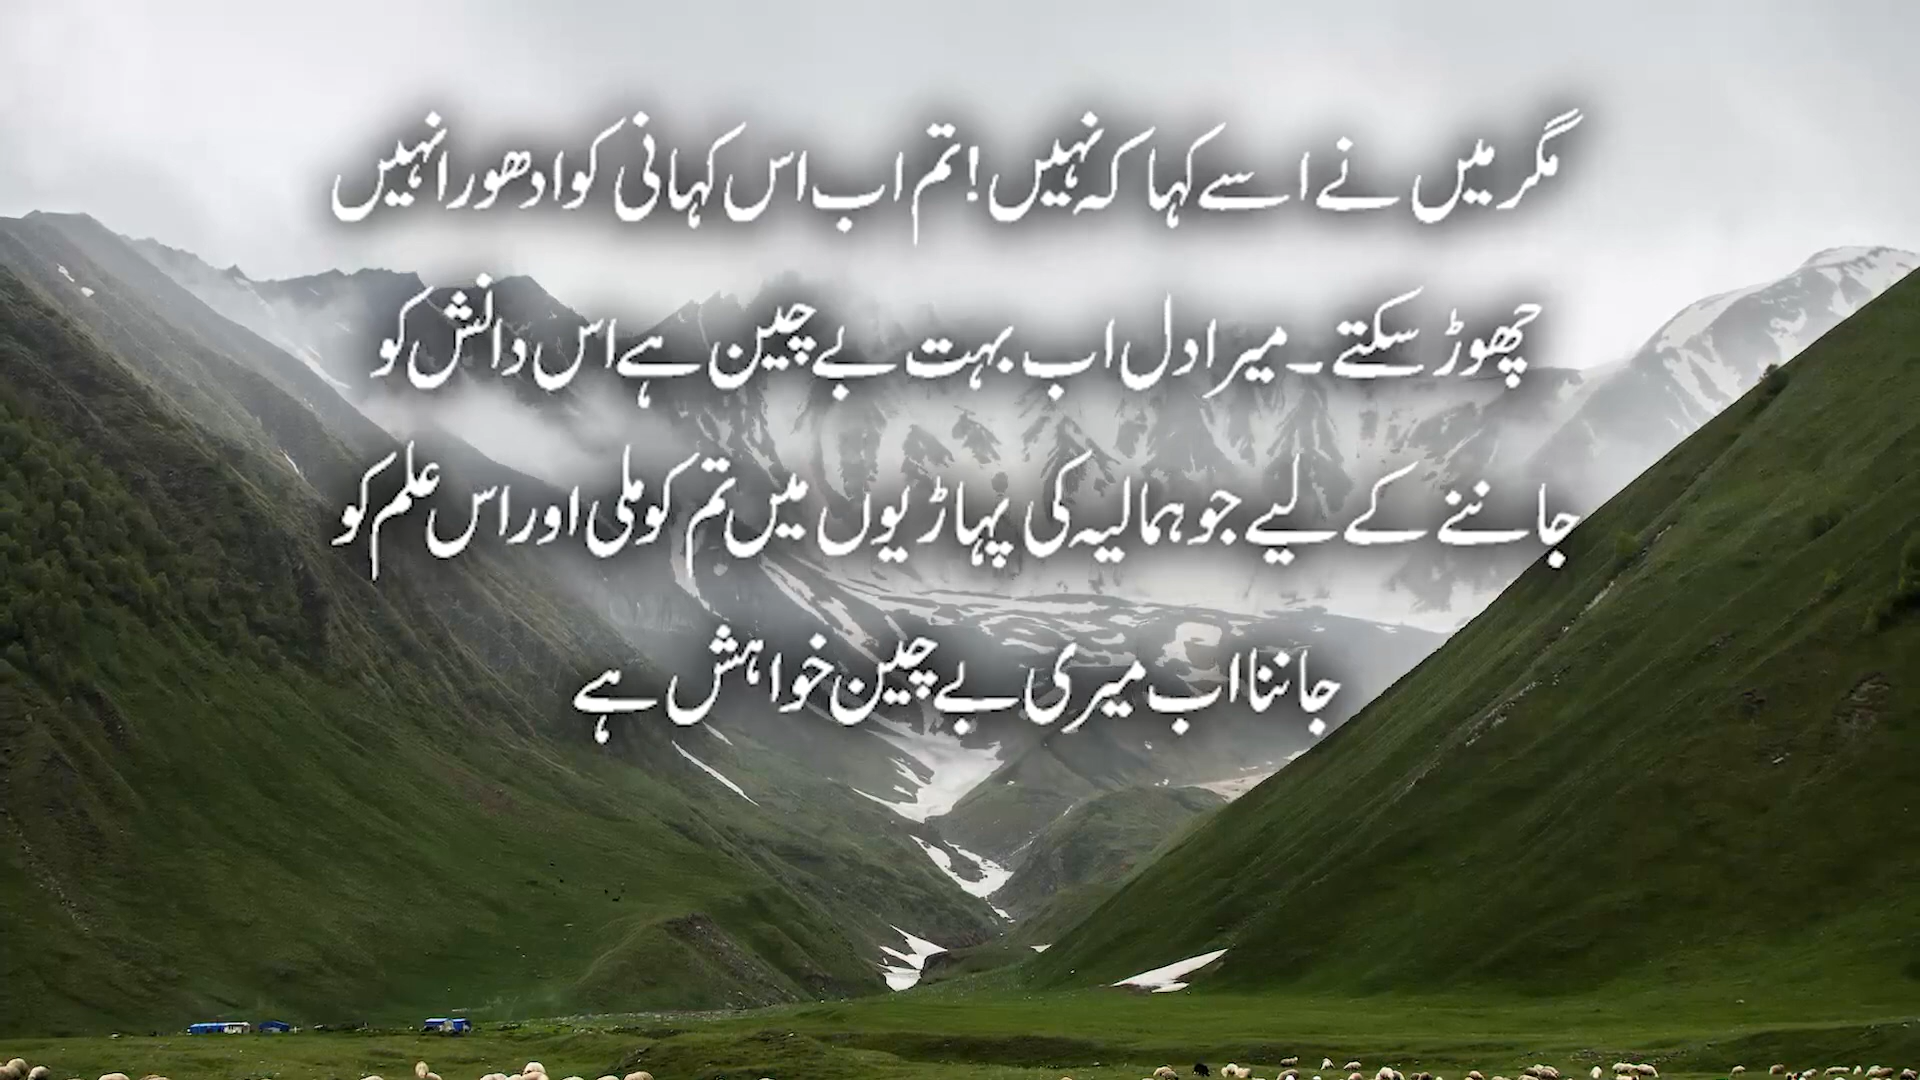 مگر میں نے اسے کہا کہ نہیں! تم اب اس کہانی کو ادھورا نہیں
چھوڑ سکتے ۔ میرا دل اب بہت بے چین ہے اس دانش کو
جاننے کے لیے جو ہمالیہ کی پہاڑیوں میں تم کو ملی اور اس علم کو
جاننا اب میری بے چین خواہش ہے